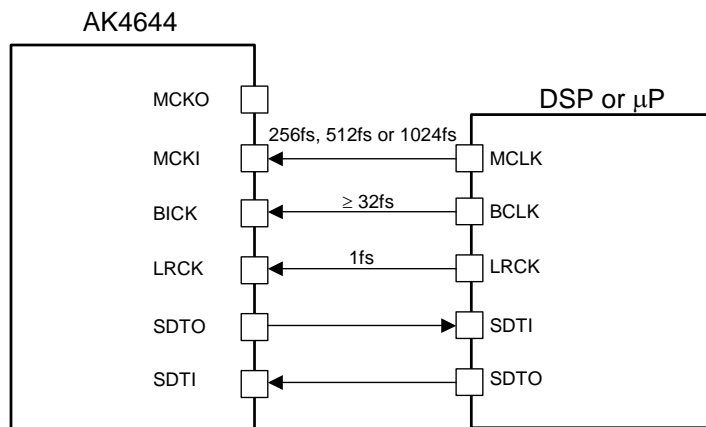 AK4644
DSP or μP
MCKO
256fs, 512fs or 1024fs
MCKI
MCLK
≥ 32fs
BICK
BCLK
1fs
LRCK
LRCK
SDTO
SDTI
SDTI
SDTO